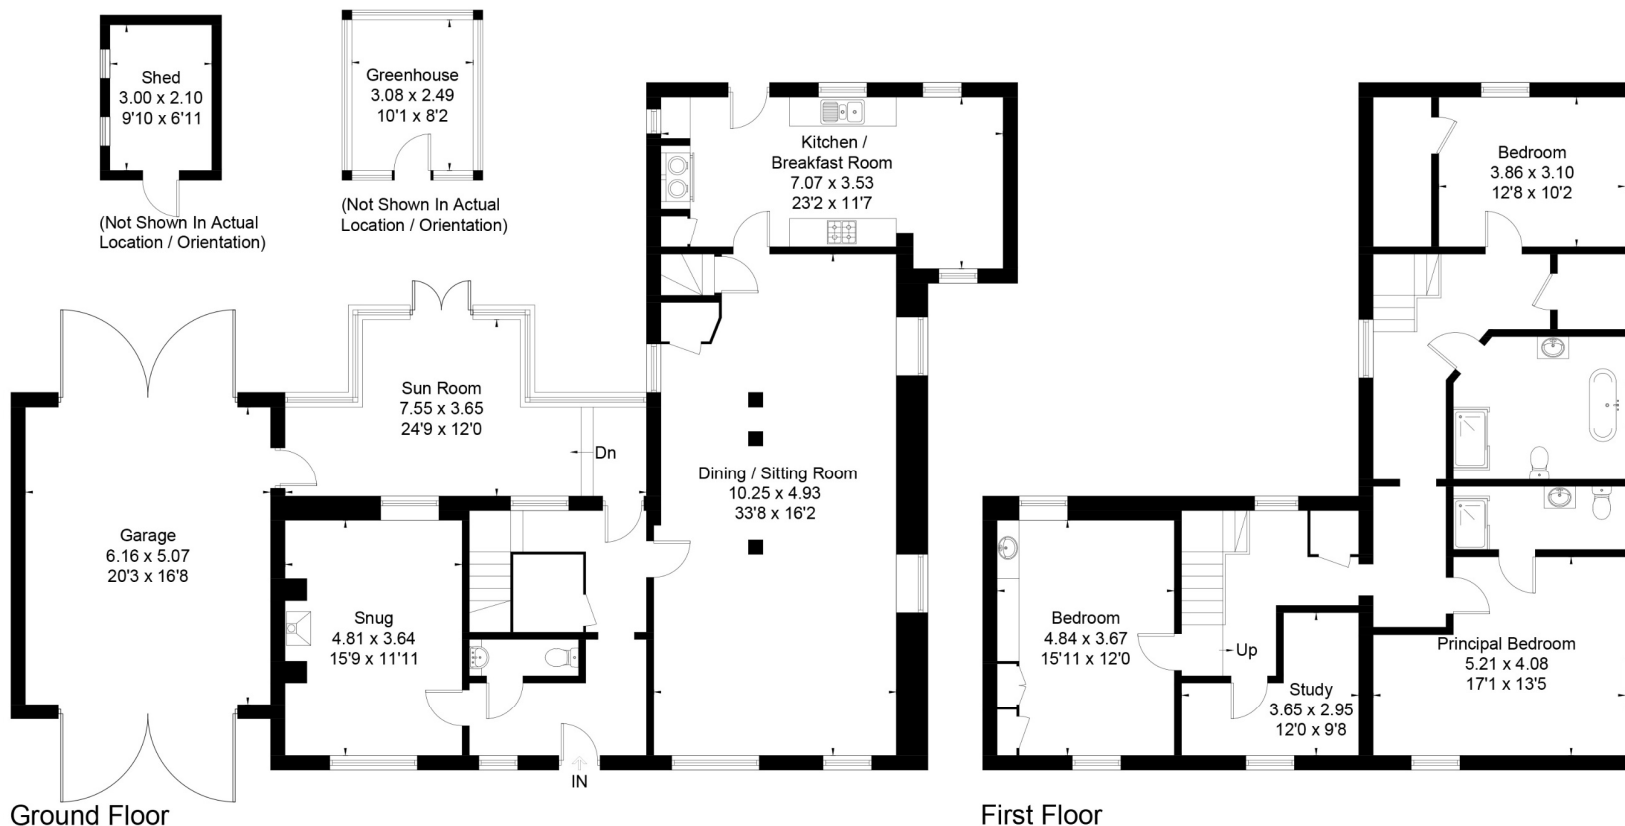 Shed
3.00 x 2.10
9'10 x 6'11
(Not Shown In Actual
Location / Orientation)
Greenhouse
3.08 x 2.49
10'1 x 8'2
(Not Shown In Actual
Location / Orientation)
Kitchen /
Breakfast Room
7.07 x 3.53
23'2 x 11'7
Sun Room
7.55 x 3.65
24'9 x 12'0
Dn
Dining / Sitting Room
10.25 x 4.93
33'8 x 16'2
Garage
6.16 x 5.07
20'3 x 16'8
Snug
4.81 x 3.64
15'9 x 11'11
IN
Ground Floor
Bedroom
3.86 x 3.10
12'8 x 10'2
Bedroom
4.84 x 3.67
15'11 x 12'0
Up
Study
3.65 x 2.95
12'0 x 9'8
Principal Bedroom
5.21 x 4.08
17'1 x 13'5
First Floor